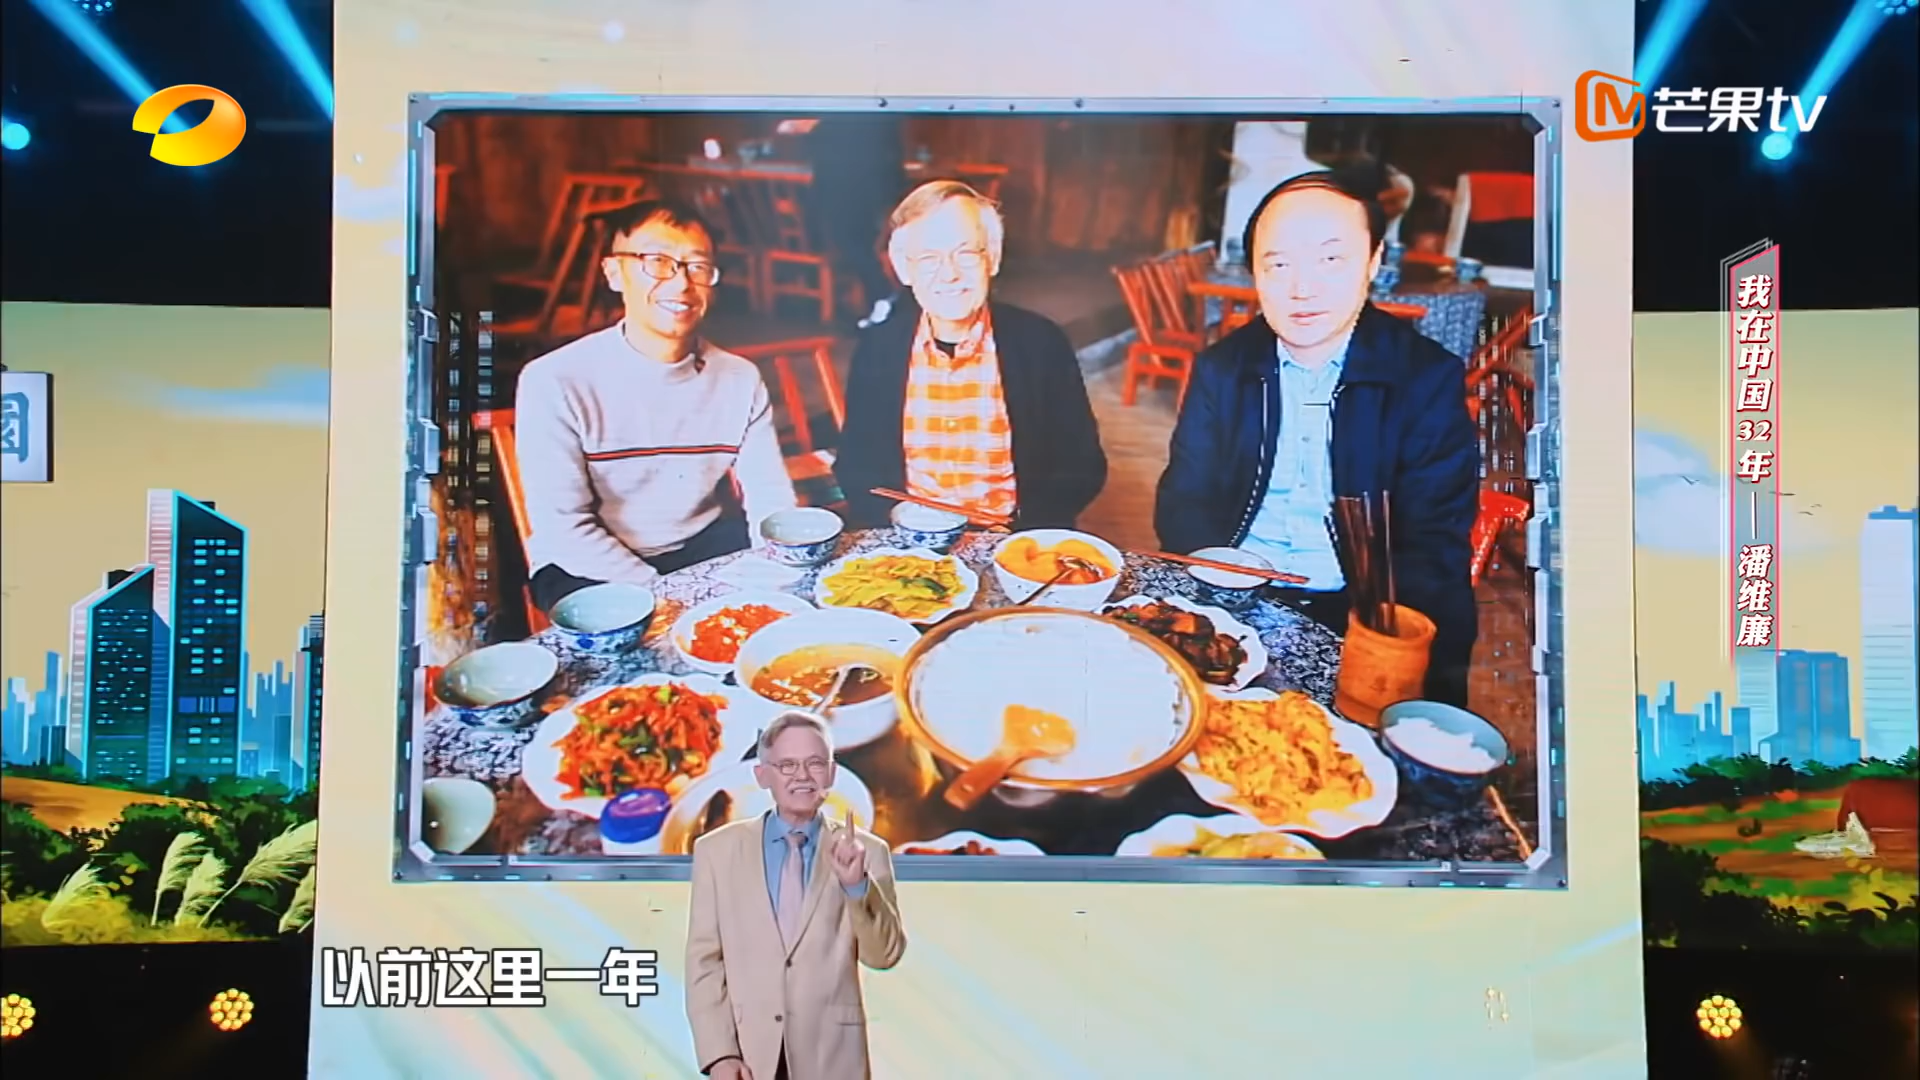 芒果tv
我在中国32年——潘维廉
國
以前这里一年